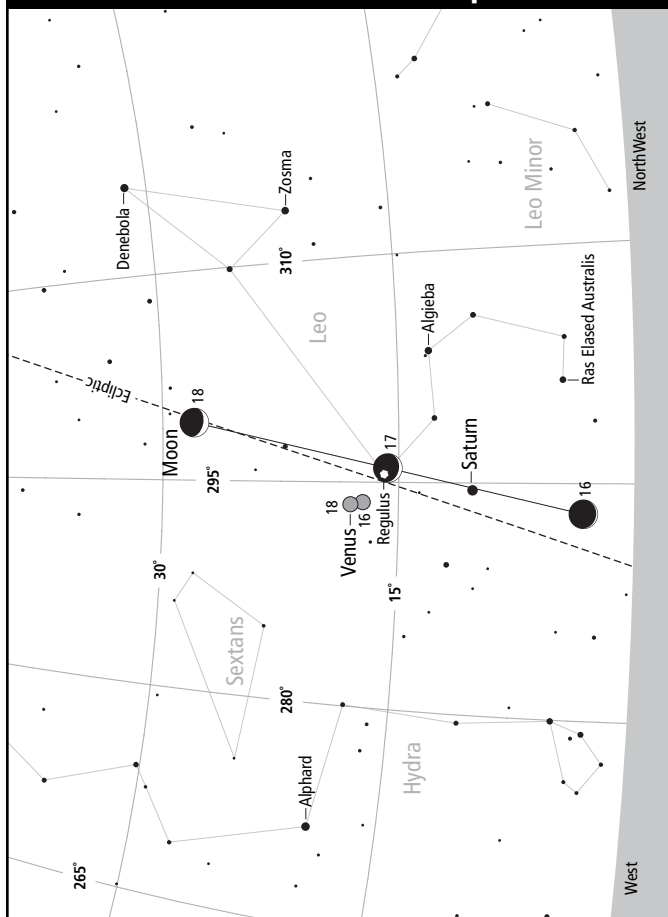 265°
Ecliptic
Denebola
30°
Moon
18
295°
Sextans
280°
310°
Zosma
Alphard
Leo
18
Venus
16
Regulus
17
15°
Hydra
Algieba
Saturn
Leo Minor
16
Ras Elased Australis
West
NorthWest